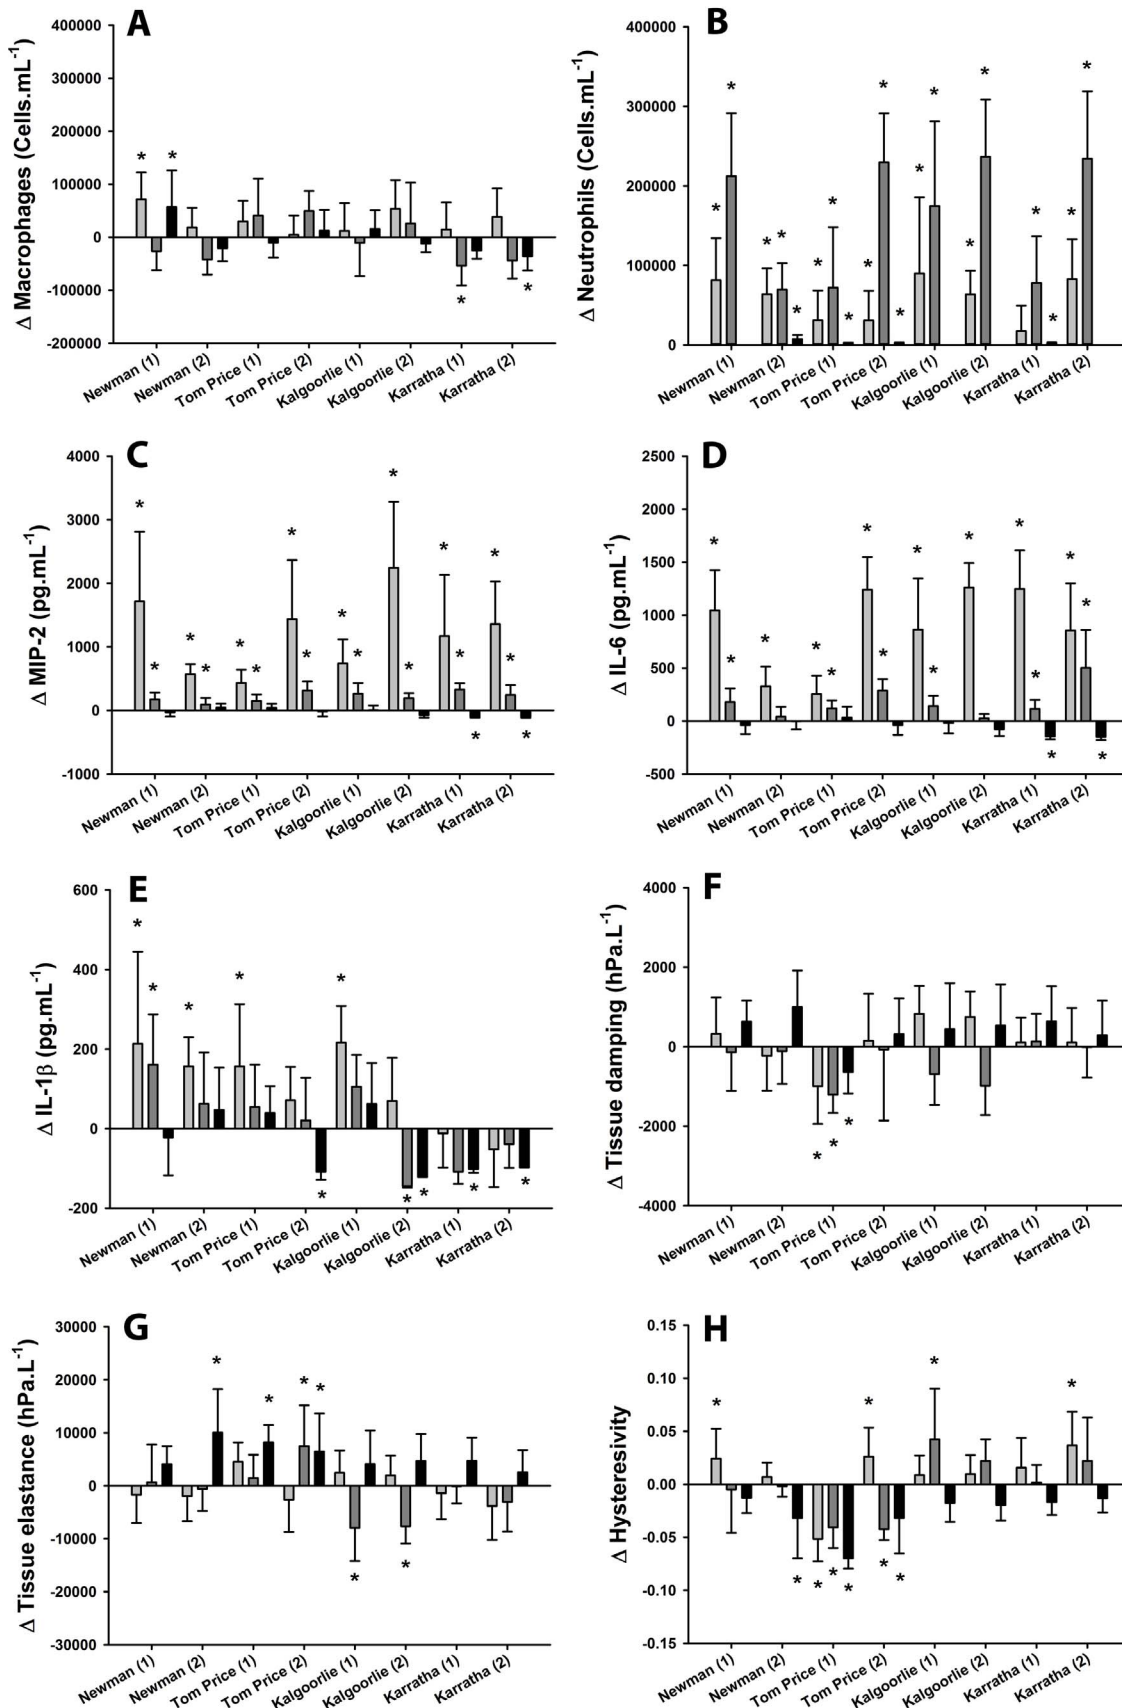 A
Δ Macrophages (Cells.mL⁻¹)
400000
300000
200000
100000
0
-100000
-200000
* * * *
Newman (1)
Newman (2)
Tom Price (1)
Tom Price (2)
Kalgoorlie (1)
Kalgoorlie (2)
Karratha (1)
Karratha (2)
B
Δ Neutrophils (Cells.mL⁻¹)
400000
300000
200000
100000
0
* * * * * * * * * * * * * * * * * * *
Newman (1)
Newman (2)
Tom Price (1)
Tom Price (2)
Kalgoorlie (1)
Kalgoorlie (2)
Karratha (1)
Karratha (2)
C
Δ MIP-2 (pg.mL⁻¹)
4000
3000
2000
1000
0
-1000
* * * * * * * * * * * * * * * * * *
Newman (1)
Newman (2)
Tom Price (1)
Tom Price (2)
Kalgoorlie (1)
Kalgoorlie (2)
Karratha (1)
Karratha (2)
D
Δ IL-6 (pg.mL⁻¹)
2500
2000
1500
1000
500
0
-500
* * * * * * * * * * * * * * * *
Newman (1)
Newman (2)
Tom Price (1)
Tom Price (2)
Kalgoorlie (1)
Kalgoorlie (2)
Karratha (1)
Karratha (2)
E
Δ IL-1β (pg.mL⁻¹)
600
400
200
0
-200
* * * * * * * * * *
Newman (1)
Newman (2)
Tom Price (1)
Tom Price (2)
Kalgoorlie (1)
Kalgoorlie (2)
Karratha (1)
Karratha (2)
F
Δ Tissue damping (hPa.L⁻¹)
4000
2000
0
-2000
-4000
* * *
Newman (1)
Newman (2)
Tom Price (1)
Tom Price (2)
Kalgoorlie (1)
Kalgoorlie (2)
Karratha (1)
Karratha (2)
G
Δ Tissue elastance (hPa.L⁻¹)
30000
20000
10000
0
-10000
-20000
-30000
* * * * * *
Newman (1)
Newman (2)
Tom Price (1)
Tom Price (2)
Kalgoorlie (1)
Kalgoorlie (2)
Karratha (1)
Karratha (2)
H
Δ Hysteresivity
0.15
0.10
0.05
0.00
-0.05
-0.10
-0.15
* * * * * * * * * *
Newman (1)
Newman (2)
Tom Price (1)
Tom Price (2)
Kalgoorlie (1)
Kalgoorlie (2)
Karratha (1)
Karratha (2)